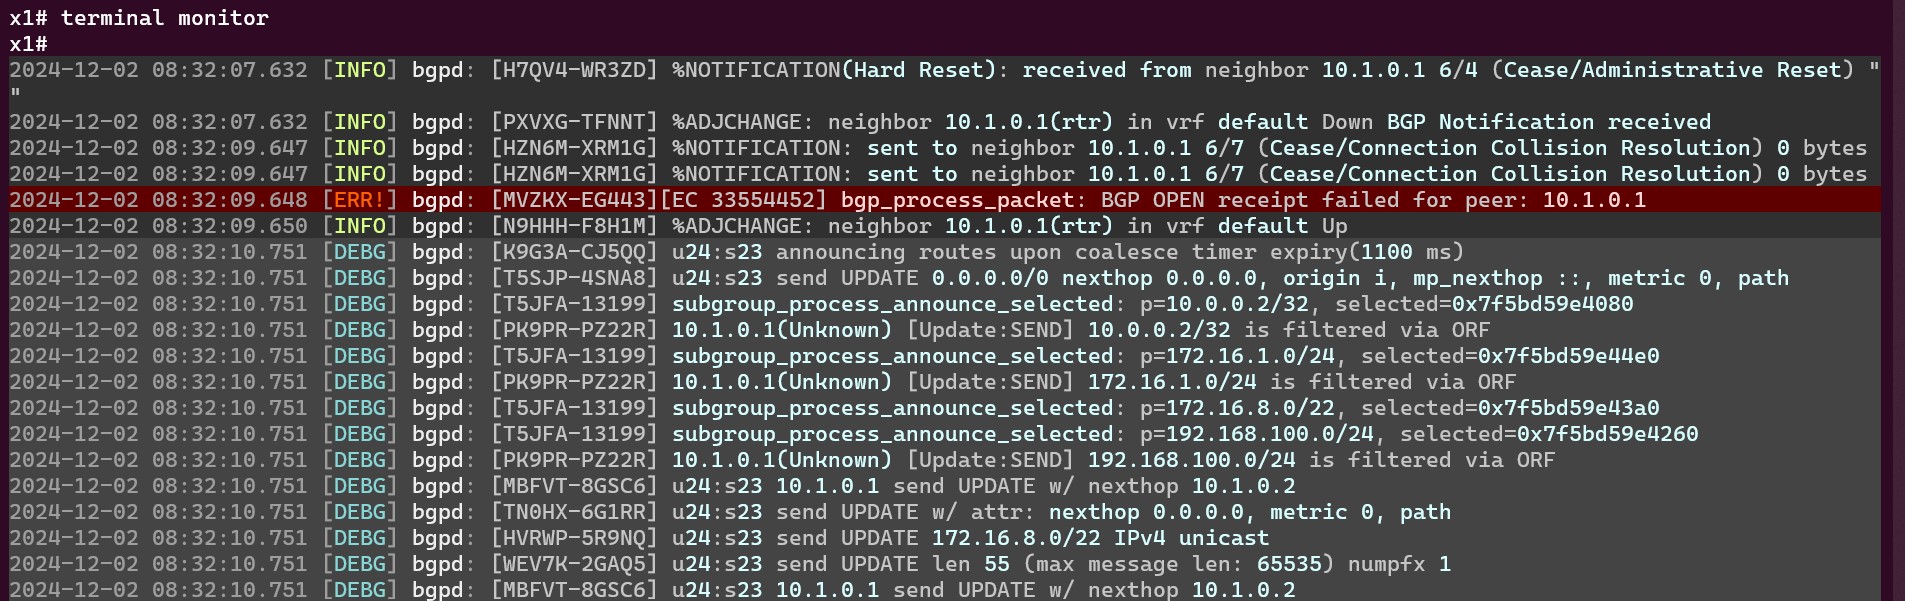 x1# terminal monitor
x1#
2024-12-02 08:32:07.632 [INFO] bgpd: [H7QV4-WR3ZD] %NOTIFICATION(Hard Reset): received from neighbor 10.1.0.1 6/4 (Cease/Administrative Reset) "
"
2024-12-02 08:32:07.632 [INFO] bgpd: [PXVXG-TFNNT] %ADJCHANGE: neighbor 10.1.0.1(rtr) in vrf default Down BGP Notification received
2024-12-02 08:32:09.647 [INFO] bgpd: [HZN6M-XRM1G] %NOTIFICATION: sent to neighbor 10.1.0.1 6/7 (Cease/Connection Collision Resolution) 0 bytes
2024-12-02 08:32:09.647 [INFO] bgpd: [HZN6M-XRM1G] %NOTIFICATION: sent to neighbor 10.1.0.1 6/7 (Cease/Connection Collision Resolution) 0 bytes
2024-12-02 08:32:09.648 [ERR!] bgpd: [MVZKX-EG443][EC 33554452] bgp_process_packet: BGP OPEN receipt failed for peer: 10.1.0.1
2024-12-02 08:32:09.650 [INFO] bgpd: [N9HHH-F8H1M] %ADJCHANGE: neighbor 10.1.0.1(rtr) in vrf default Up
2024-12-02 08:32:10.751 [DEBG] bgpd: [K9G3A-CJ5QQ] u24:s23 announcing routes upon coalesce timer expiry(1100 ms)
2024-12-02 08:32:10.751 [DEBG] bgpd: [T5SJP-4SNA8] u24:s23 send UPDATE 0.0.0.0/0 nexthop 0.0.0.0, origin i, mp_nexthop ::, metric 0, path
2024-12-02 08:32:10.751 [DEBG] bgpd: [T5JFA-13199] subgroup_process_announce_selected: p=10.0.0.2/32, selected=0x7f5bd59e4080
2024-12-02 08:32:10.751 [DEBG] bgpd: [PK9PR-PZ22R] 10.1.0.1(Unknown) [Update:SEND] 10.0.0.2/32 is filtered via ORF
2024-12-02 08:32:10.751 [DEBG] bgpd: [T5JFA-13199] subgroup_process_announce_selected: p=172.16.1.0/24, selected=0x7f5bd59e44e0
2024-12-02 08:32:10.751 [DEBG] bgpd: [PK9PR-PZ22R] 10.1.0.1(Unknown) [Update:SEND] 172.16.1.0/24 is filtered via ORF
2024-12-02 08:32:10.751 [DEBG] bgpd: [T5JFA-13199] subgroup_process_announce_selected: p=172.16.8.0/22, selected=0x7f5bd59e43a0
2024-12-02 08:32:10.751 [DEBG] bgpd: [T5JFA-13199] subgroup_process_announce_selected: p=192.168.100.0/24, selected=0x7f5bd59e4260
2024-12-02 08:32:10.751 [DEBG] bgpd: [PK9PR-PZ22R] 10.1.0.1(Unknown) [Update:SEND] 192.168.100.0/24 is filtered via ORF
2024-12-02 08:32:10.751 [DEBG] bgpd: [MBFVT-8GSC6] u24:s23 10.1.0.1 send UPDATE w/ nexthop 10.1.0.2
2024-12-02 08:32:10.751 [DEBG] bgpd: [TN0HX-6G1RR] u24:s23 send UPDATE w/ attr: nexthop 0.0.0.0, metric 0, path
2024-12-02 08:32:10.751 [DEBG] bgpd: [HVRWP-5R9NQ] u24:s23 send UPDATE 172.16.8.0/22 IPv4 unicast
2024-12-02 08:32:10.751 [DEBG] bgpd: [WEV7K-2GAQ5] u24:s23 send UPDATE len 55 (max message len: 65535) numpfx 1
2024-12-02 08:32:10.751 [DEBG] bgpd: [MBFVT-8GSC6] u24:s23 10.1.0.1 send UPDATE w/ nexthop 10.1.0.2